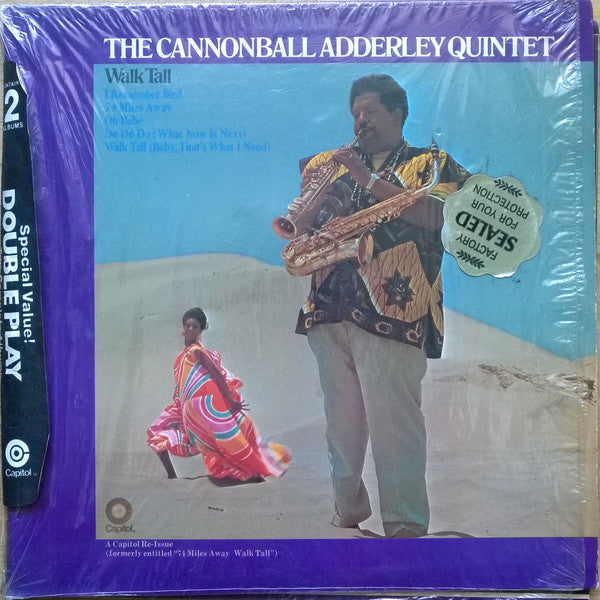 THE CANNONBALL ADDERLEY QUINTET
Walk Tall
I Remember Bird
74 Miles Away
Oh Babe
Do Do Do (What Now Is Next)
Walk Tall (Baby, That's What I Need)
2
ALBUMS
Special Value!
DOUBLE PLAY
Capitol
FACTORY
SEALED
FOR YOUR
PROTECTION
Capitol
A Capitol Re-Issue
(formerly entitled "74 Miles Away Walk Tall")